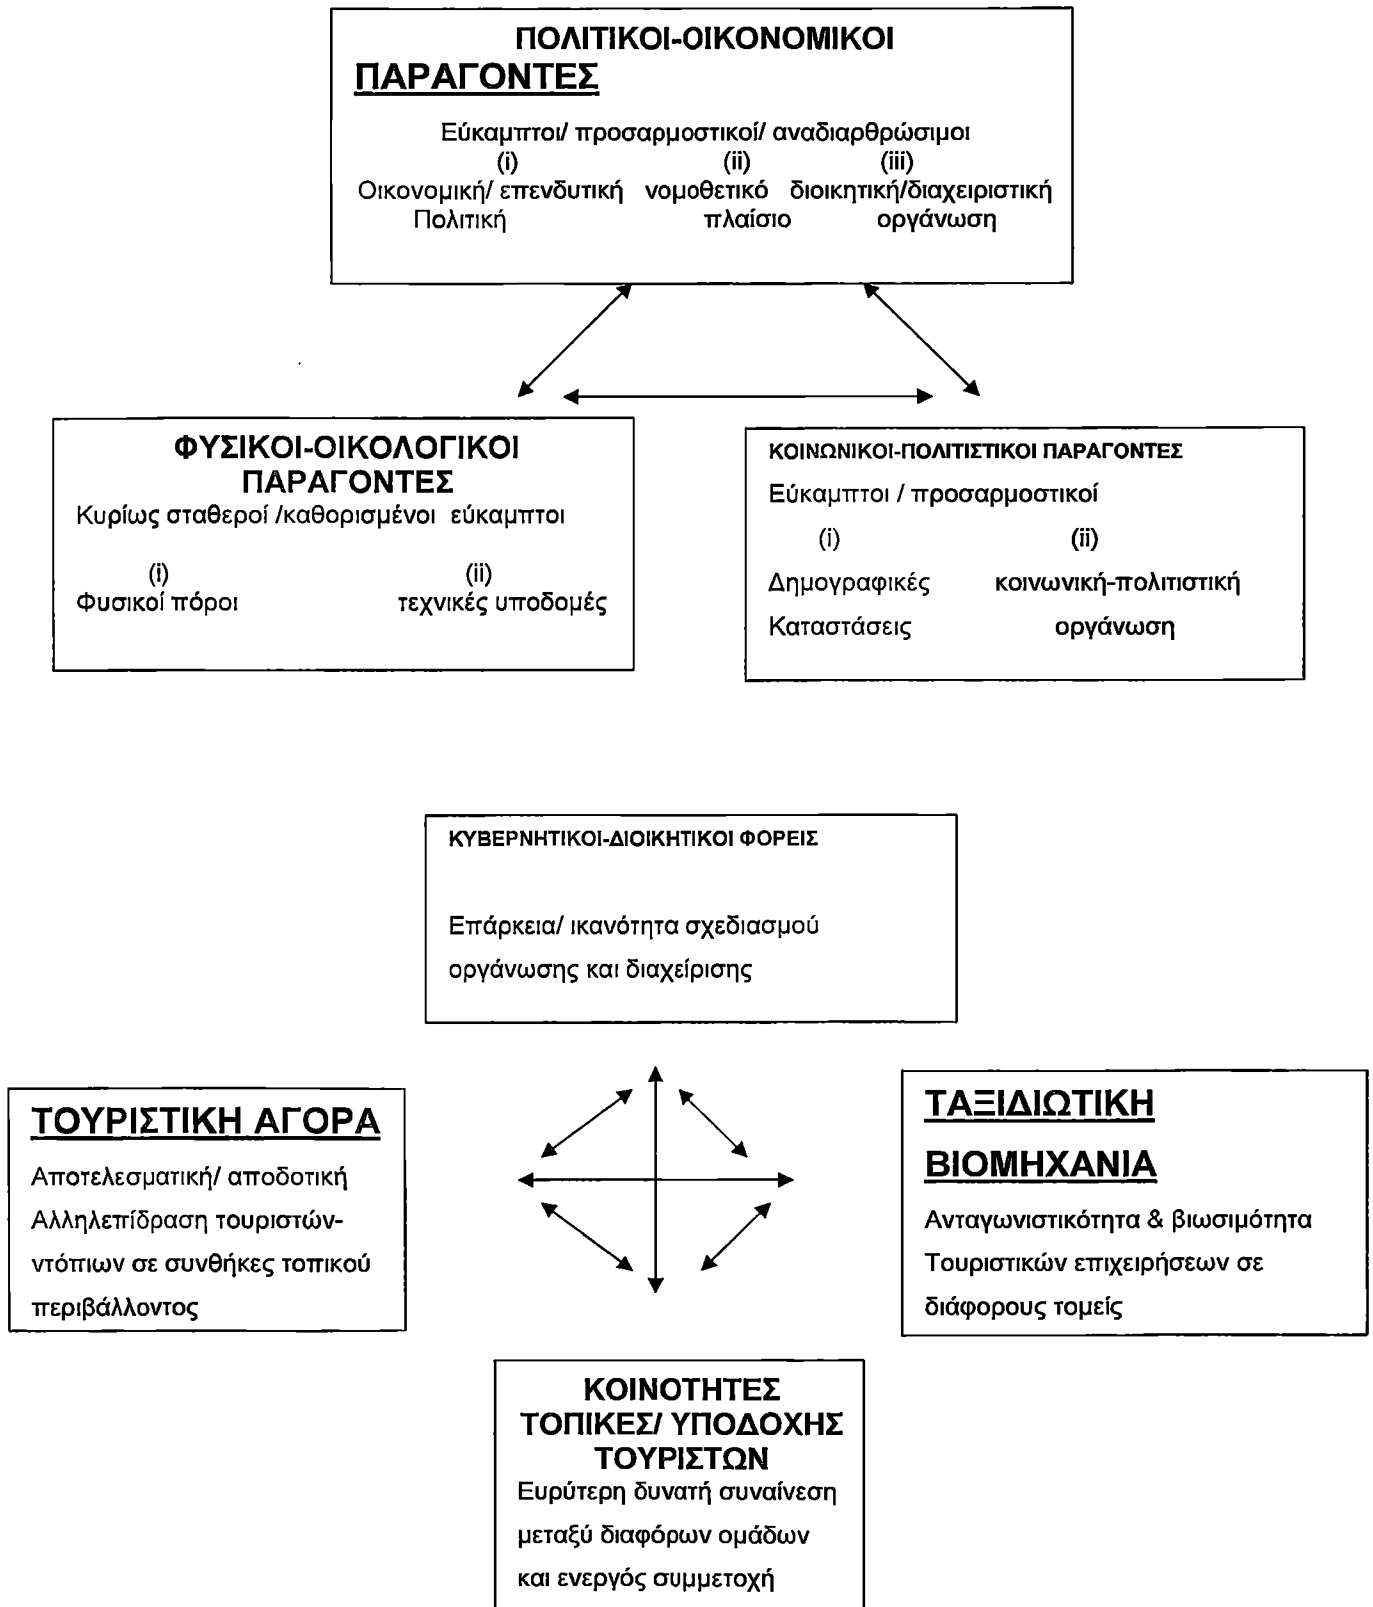 ΠΟΛΙΤΙΚΟΙ-ΟΙΚΟΝΟΜΙΚΟΙ
ΠΑΡΑΓΟΝΤΕΣ
Εύκαμπτοι/ προσαρμοστικοί/ αναδιαρθρώσιμοι
(i) (ii) (iii)
Οικονομική/ επενδυτική νομοθετικό διοικητική/διαχειριστική
Πολιτική πλαίσιο οργάνωση
ΦΥΣΙΚΟΙ-ΟΙΚΟΛΟΓΙΚΟΙ
ΠΑΡΑΓΟΝΤΕΣ
Κυρίως σταθεροί /καθορισμένοι εύκαμπτοι
(i) (ii)
Φυσικοί πόροι τεχνικές υποδομές
ΚΟΙΝΩΝΙΚΟΙ-ΠΟΛΙΤΙΣΤΙΚΟΙ ΠΑΡΑΓΟΝΤΕΣ
Εύκαμπτοι / προσαρμοστικοί
(i) (ii)
Δημογραφικές κοινωνική-πολιτιστική
Καταστάσεις οργάνωση
ΚΥΒΕΡΝΗΤΙΚΟΙ-ΔΙΟΙΚΗΤΙΚΟΙ ΦΟΡΕΙΣ
Επάρκεια/ ικανότητα σχεδιασμού
οργάνωσης και διαχείρισης
ΤΟΥΡΙΣΤΙΚΗ ΑΓΟΡΑ
Αποτελεσματική/ αποδοτική
Αλληλεπίδραση τουριστών-
ντόπιων σε συνθήκες τοπικού
περιβάλλοντος
ΤΑΞΙΔΙΩΤΙΚΗ
ΒΙΟΜΗΧΑΝΙΑ
Ανταγωνιστικότητα & βιωσιμότητα
Τουριστικών επιχειρήσεων σε
διάφορους τομείς
ΚΟΙΝΟΤΗΤΕΣ
ΤΟΠΙΚΕΣ/ ΥΠΟΔΟΧΗΣ
ΤΟΥΡΙΣΤΩΝ
Ευρύτερη δυνατή συναίνεση
μεταξύ διαφόρων ομάδων
και ενεργός συμμετοχή